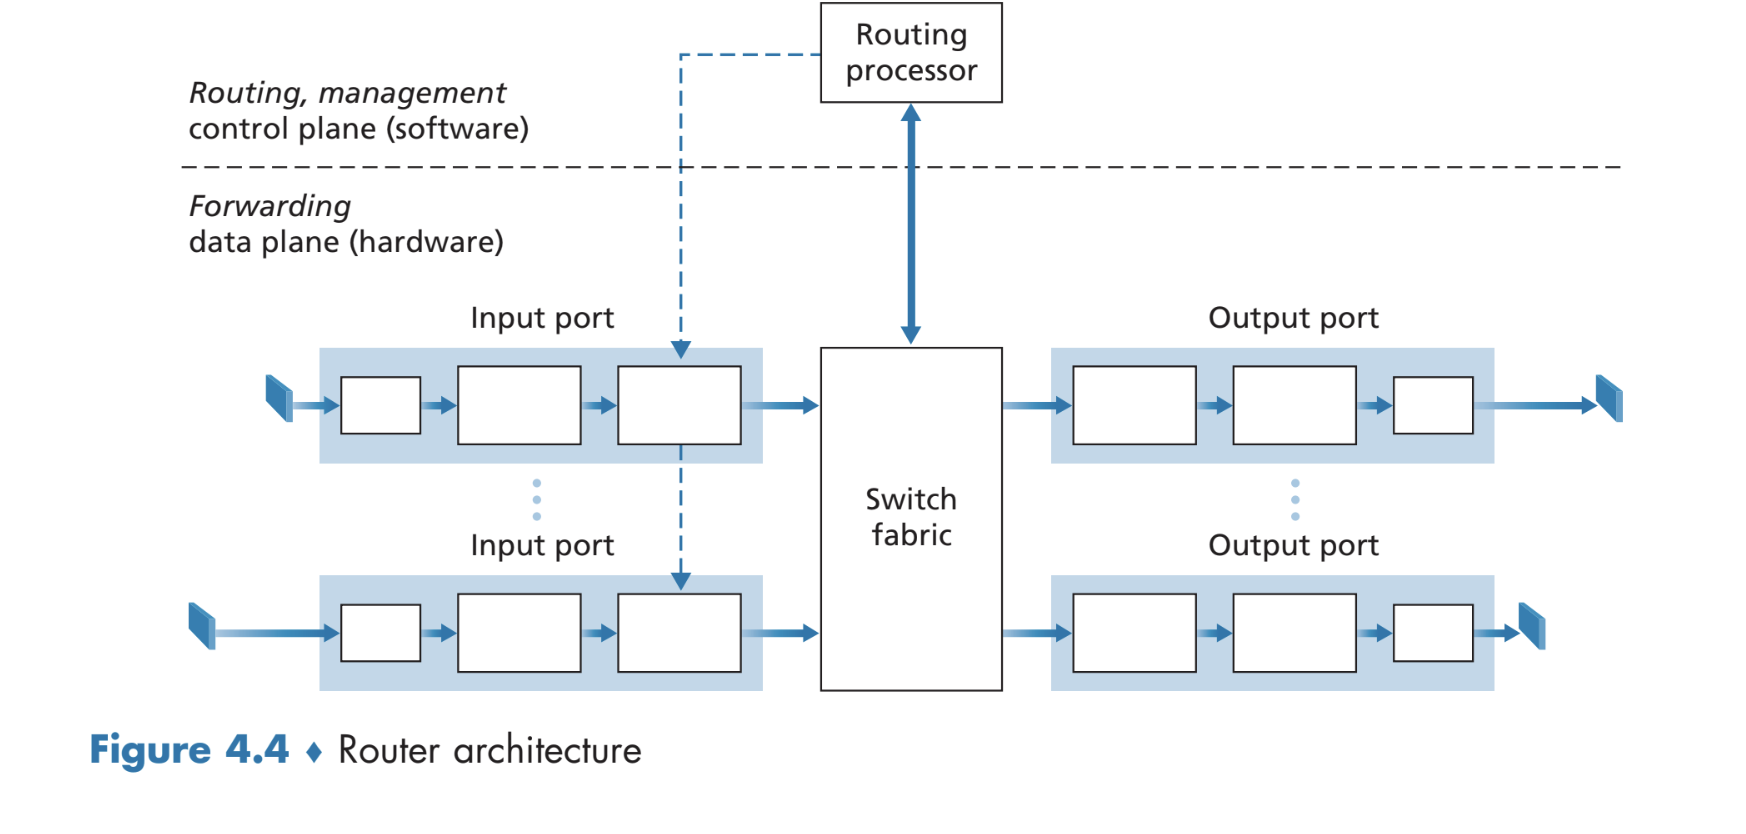 Routing
processor
Routing, management
control plane (software)
Forwarding
data plane (hardware)
Input port
Output port
Switch
fabric
Input port
Output port
Figure 4.4 ♦ Router architecture